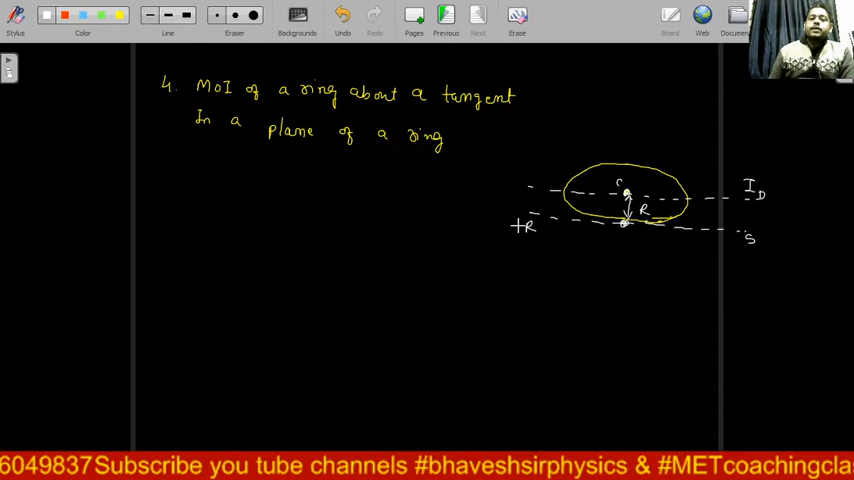 Stylus
Color
Line
Eraser
Backgrounds
Undo
Redo
Pages
Previous
Next
Erase
Board
Web
Documen
4. MoI of a ring about a tangent
In a plane of a ring
C
I
D
R
R
S
6049837Subscribe you tube channels #bhaveshsirphysics & #METcoachingcla